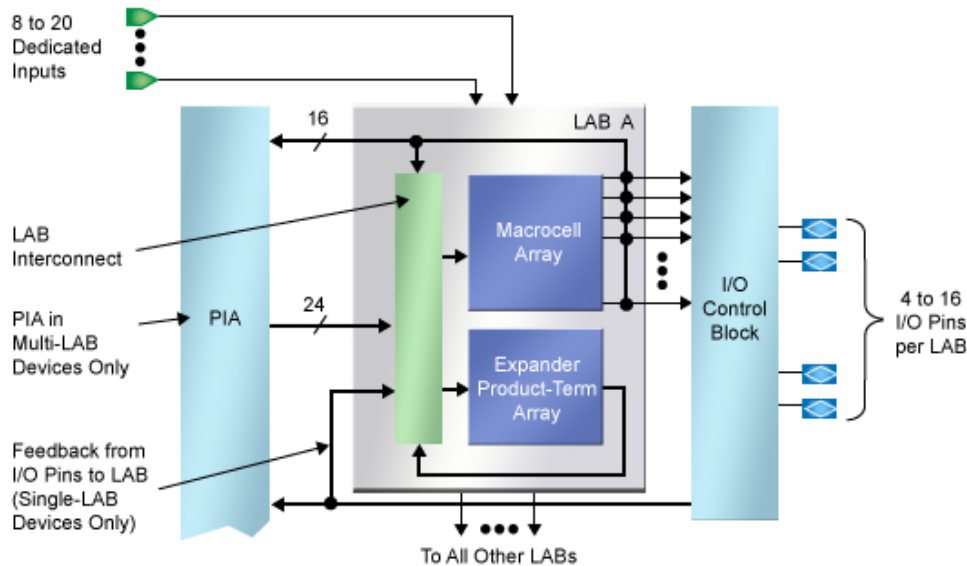 8 to 20
Dedicated
Inputs
LAB A
16
LAB
Interconnect
Macrocell
Array
PIA in
Multi-LAB
Devices Only
PIA
24
I/O
Control
Block
4 to 16
I/O Pins
per LAB
Expander
Product-Term
Array
Feedback from
I/O Pins to LAB
(Single-LAB
Devices Only)
To All Other LABs